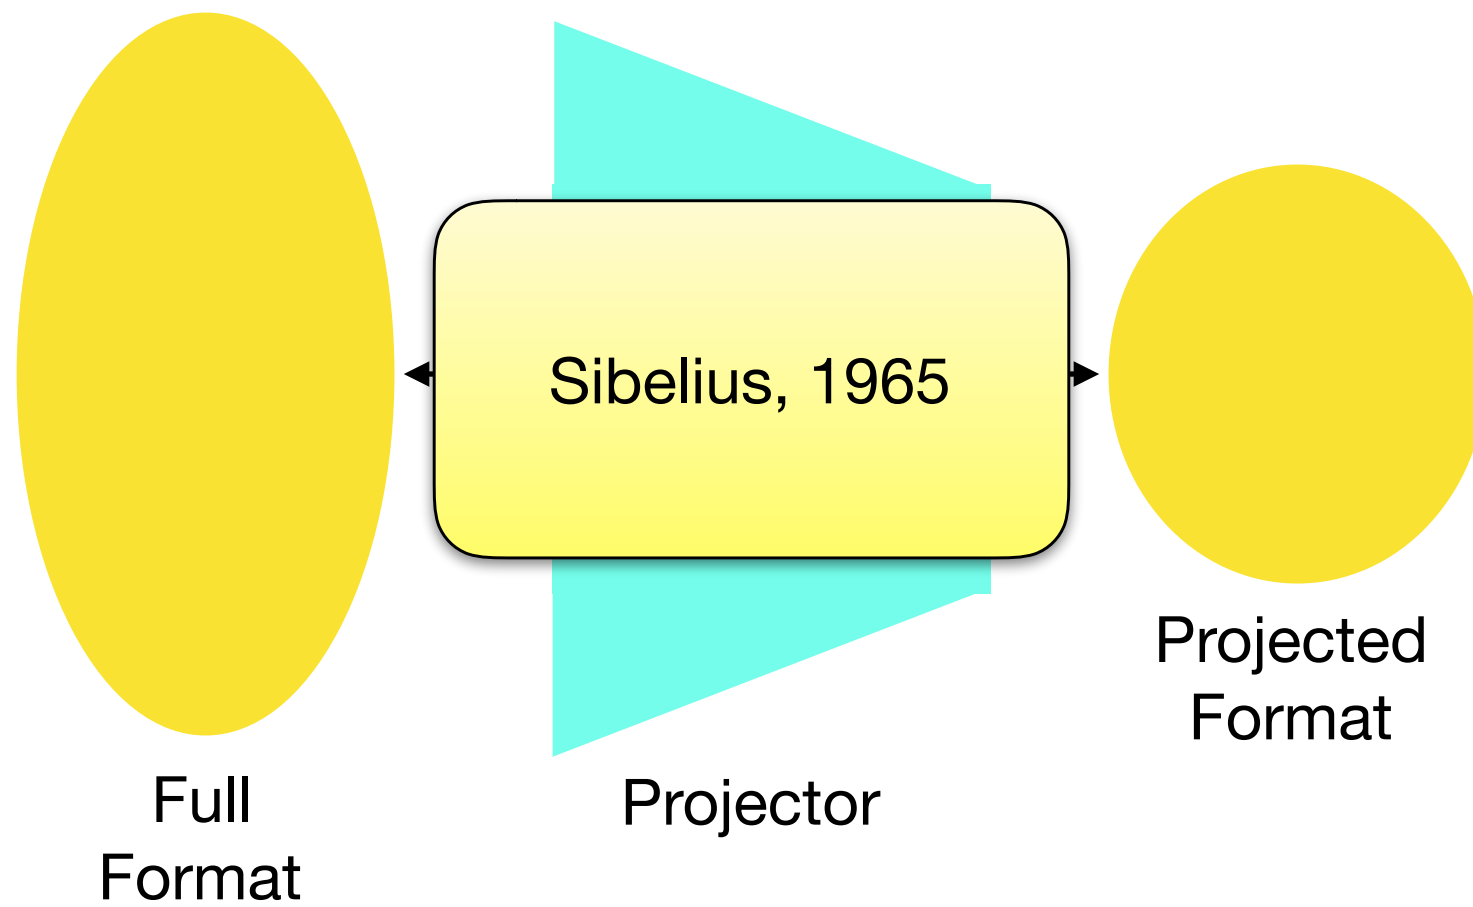 Sibelius, 1965
Full
Format
Projector
Projected
Format